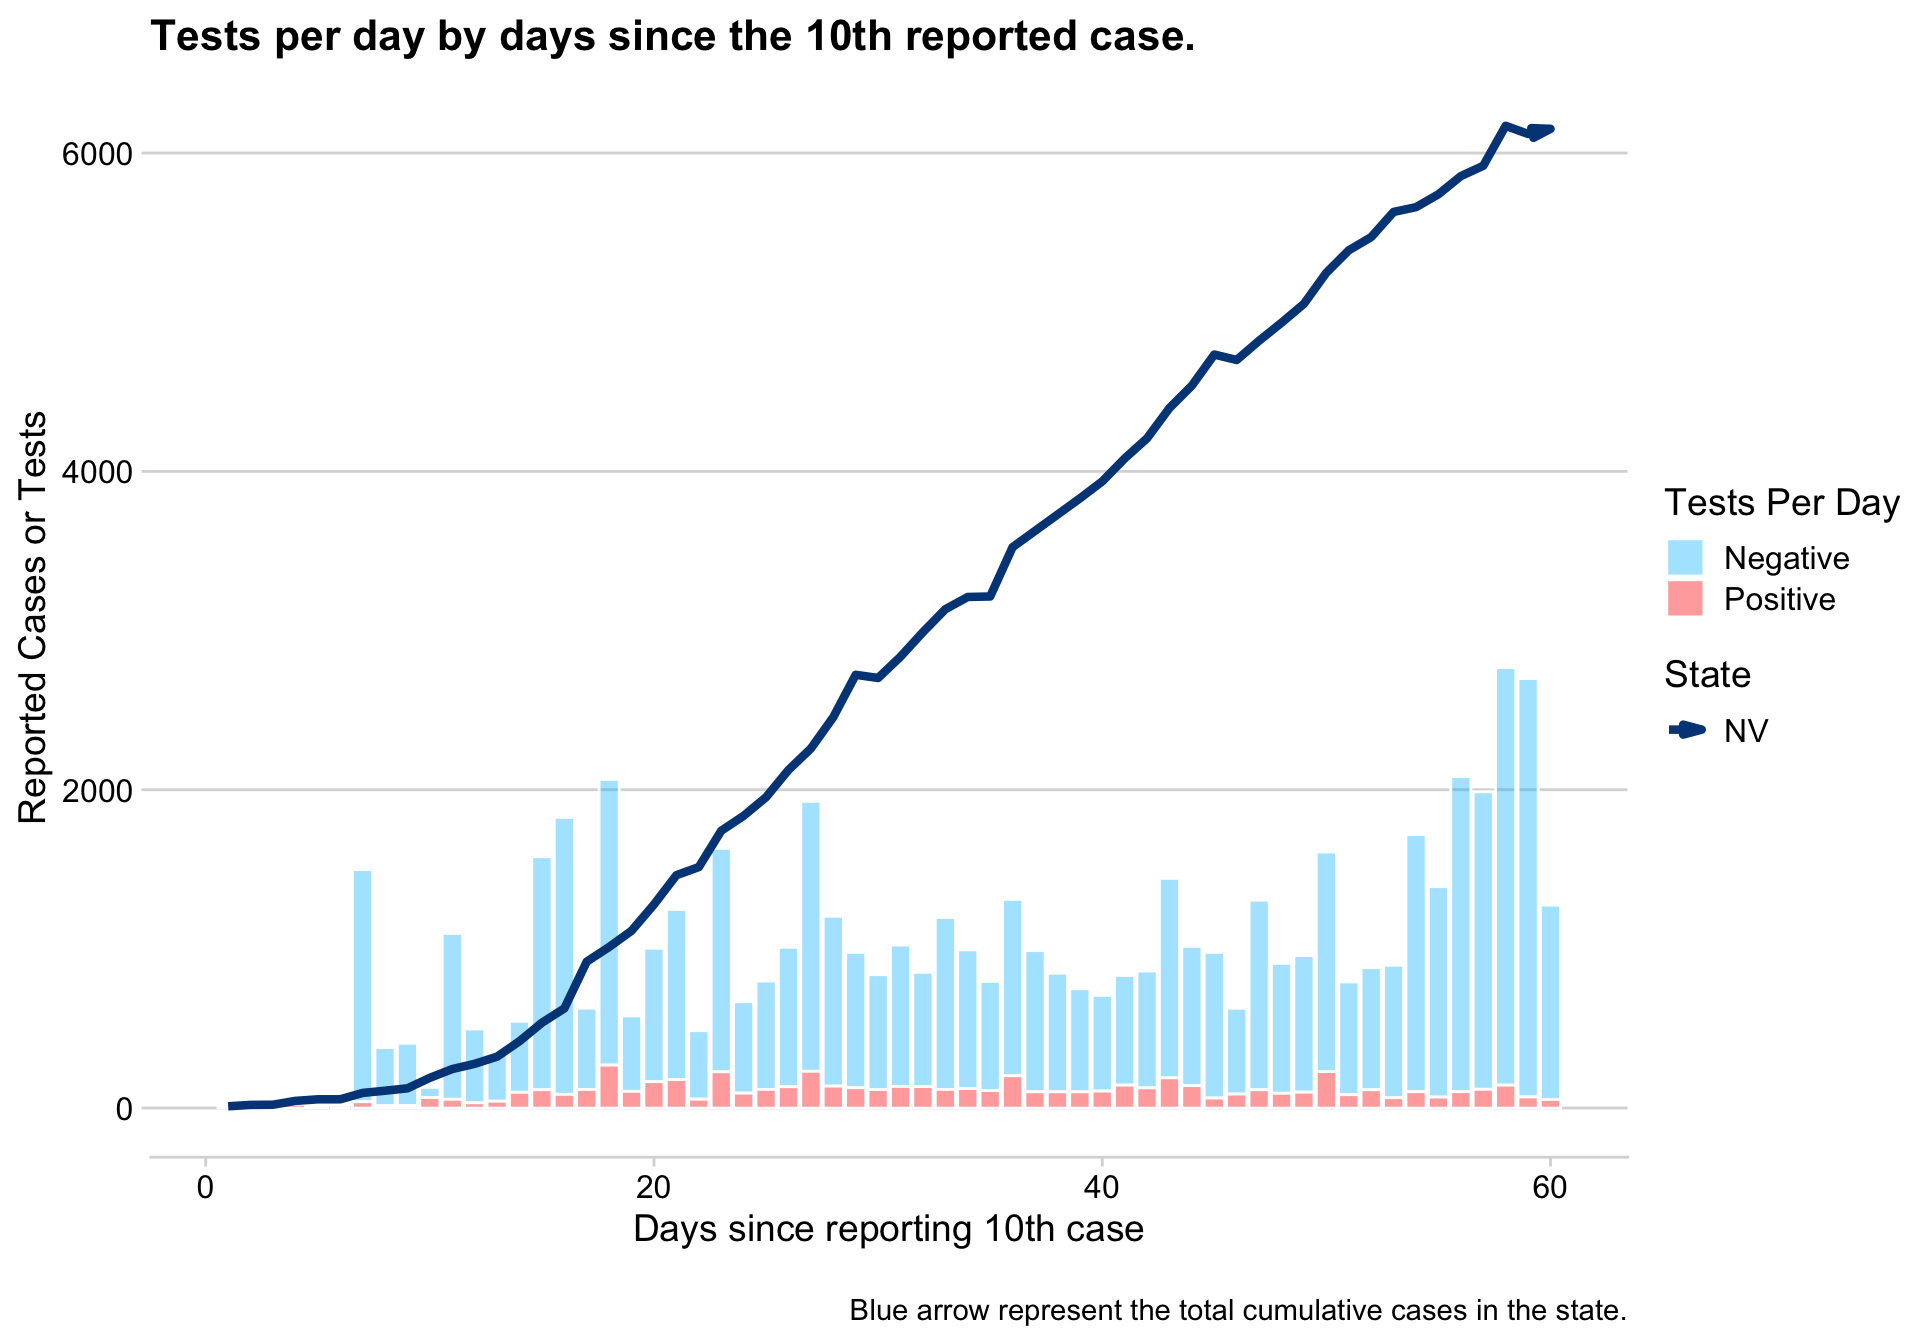 Tests per day by days since the 10th reported case.
6000
4000
2000
0
Reported Cases or Tests
0
20
40
60
Days since reporting 10th case
Tests Per Day
Negative
Positive
State
NV
Blue arrow represent the total cumulative cases in the state.